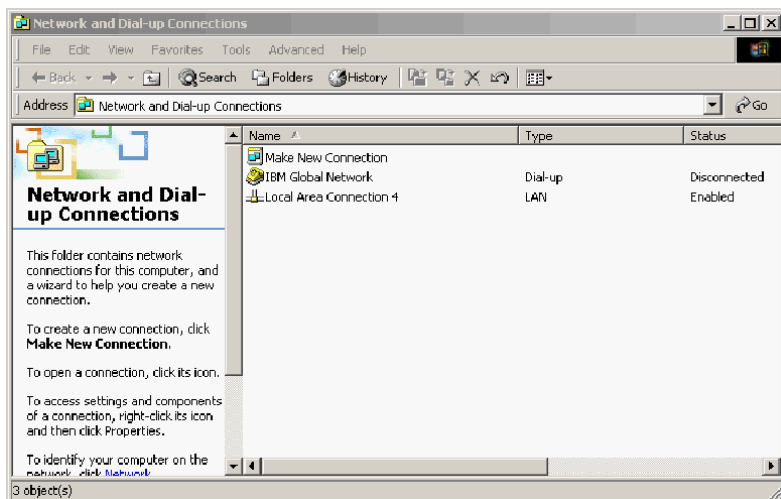 Network and Dial-up Connections
File Edit View Favorites Tools Advanced Help
Back Search Folders History
Address Network and Dial-up Connections Go
Name Type Status
Make New Connection
IBM Global Network Dial-up Disconnected
Local Area Connection 4 LAN Enabled
Network and Dial-
up Connections
This folder contains network
connections for this computer, and
a wizard to help you create a new
connection.
To create a new connection, click
Make New Connection.
To open a connection, click its icon.
To access settings and components
of a connection, right-click its icon
and then click Properties.
To identify your computer on the
network, click Network
3 object(s)